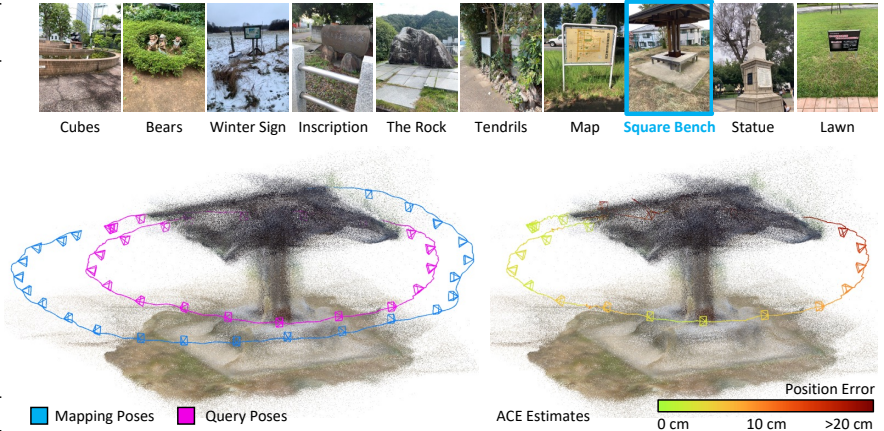 Cubes
Bears
Winter Sign
Inscription
The Rock
Tendrils
Map
Square Bench
Statue
Lawn
Mapping Poses
Query Poses
ACE Estimates
Position Error
0 cm
10 cm
>20 cm